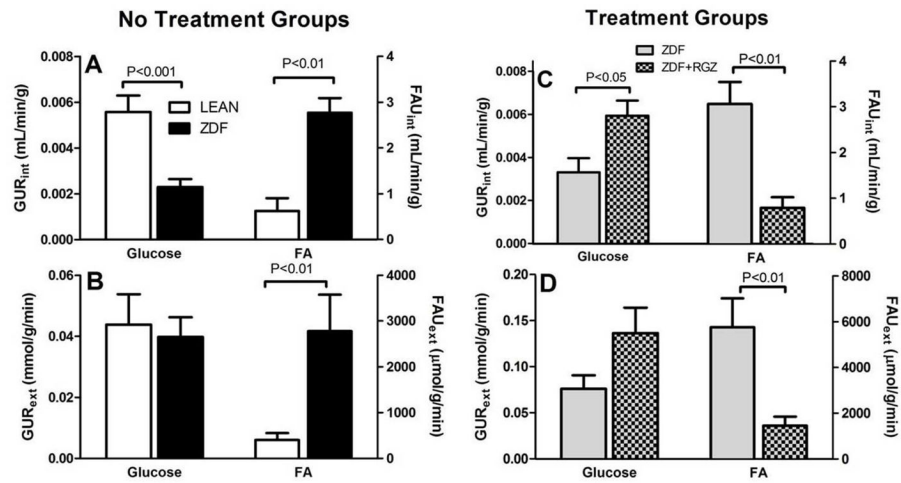 No Treatment Groups
Treatment Groups
A
0.008
0.006
0.004
0.002
0.000
GURint (mL/min/g)
P<0.001
P<0.01
LEAN
ZDF
4
3
2
1
0
FAUint (mL/min/g)
Glucose
FA
C
0.008
0.006
0.004
0.002
0.000
GURint (mL/min/g)
ZDF
ZDF+RGZ
P<0.05
P<0.01
4
3
2
1
0
FAUint (mL/min/g)
Glucose
FA
B
0.06
0.04
0.02
0.00
GURext (mmol/g/min)
P<0.01
4000
3000
2000
1000
0
FAUext (μmol/g/min)
Glucose
FA
D
0.20
0.15
0.10
0.05
0.00
GURext (mmol/g/min)
P<0.01
8000
6000
4000
2000
0
FAUext (μmol/g/min)
Glucose
FA